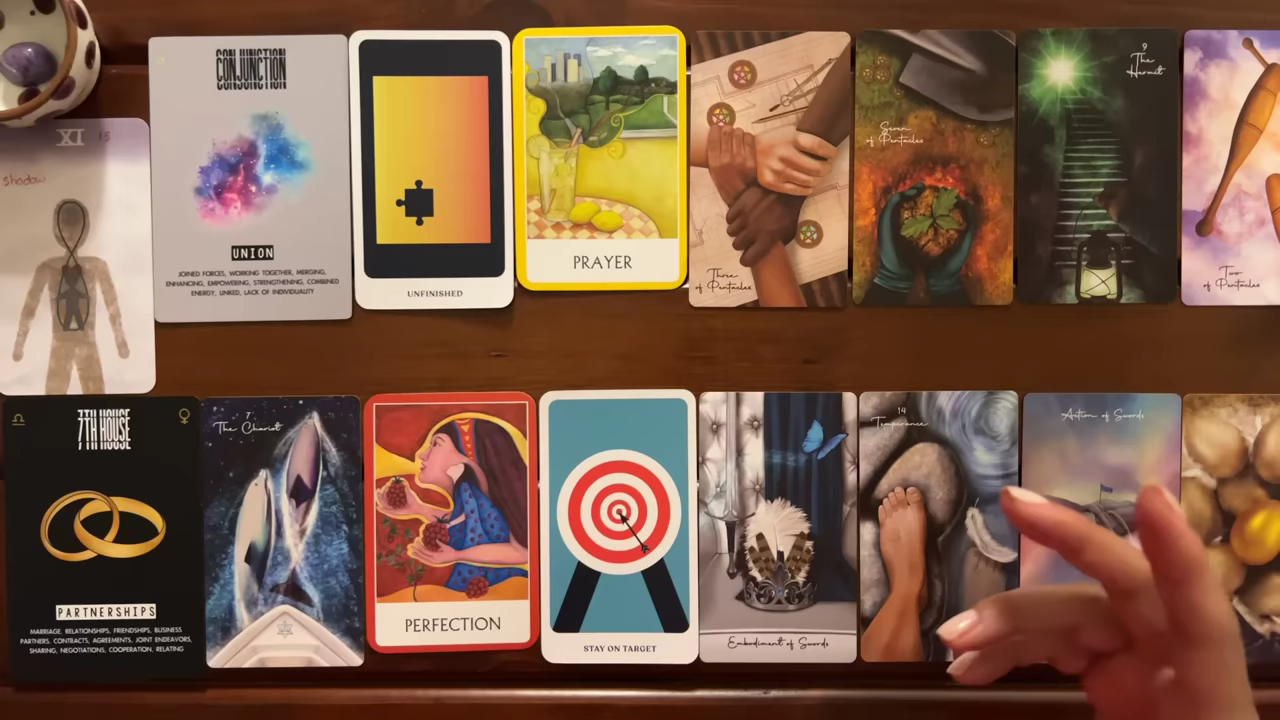 XI
15
shadow
CONJUNCTION
UNION
JOINED FORCES, WORKING TOGETHER, MERGING,
ENHANCING, EMPOWERING, STRENGTHENING, COMBINED
ENERGY, LINKED, LACK OF INDIVIDUALITY
UNFINISHED
PRAYER
Three
of Pentacles
Seven
of Pentacles
9
The
Hermit
Two
of Pentacles
7TH HOUSE
PARTNERSHIPS
MARRIAGE, RELATIONSHIPS, FRIENDSHIPS, BUSINESS
PARTNERS, CONTRACTS, AGREEMENTS, JOINT ENDEAVORS,
SHARING, NEGOTIATIONS, COOPERATION, RELATING
7.
The Chariot
PERFECTION
STAY ON TARGET
Embodiment of Swords
14
Temperance
Action of Swords